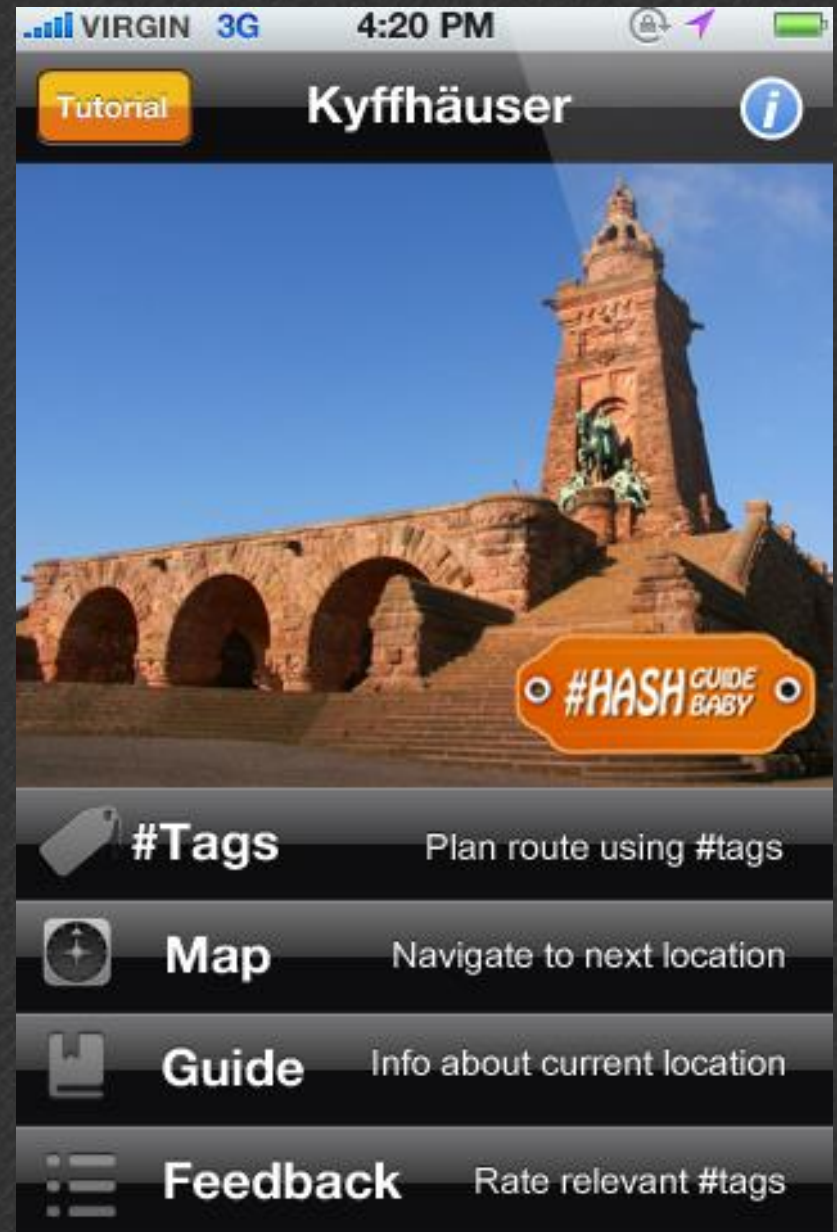 VIRGIN 3G 4:20 PM
Tutorial Kyffhäuser i
#HASH GUIDE BABY
#Tags Plan route using #tags
Map Navigate to next location
Guide Info about current location
Feedback Rate relevant #tags